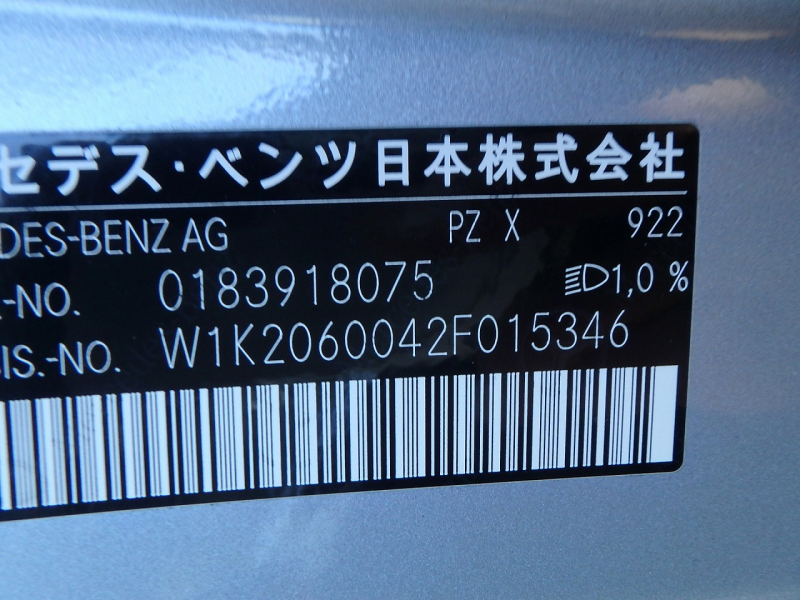 セデス・ベンツ日本株式会社
DES-BENZ AG PZ X 922
.-NO. 0183918075 1,0 %
IS.-NO. W1K2060042F015346